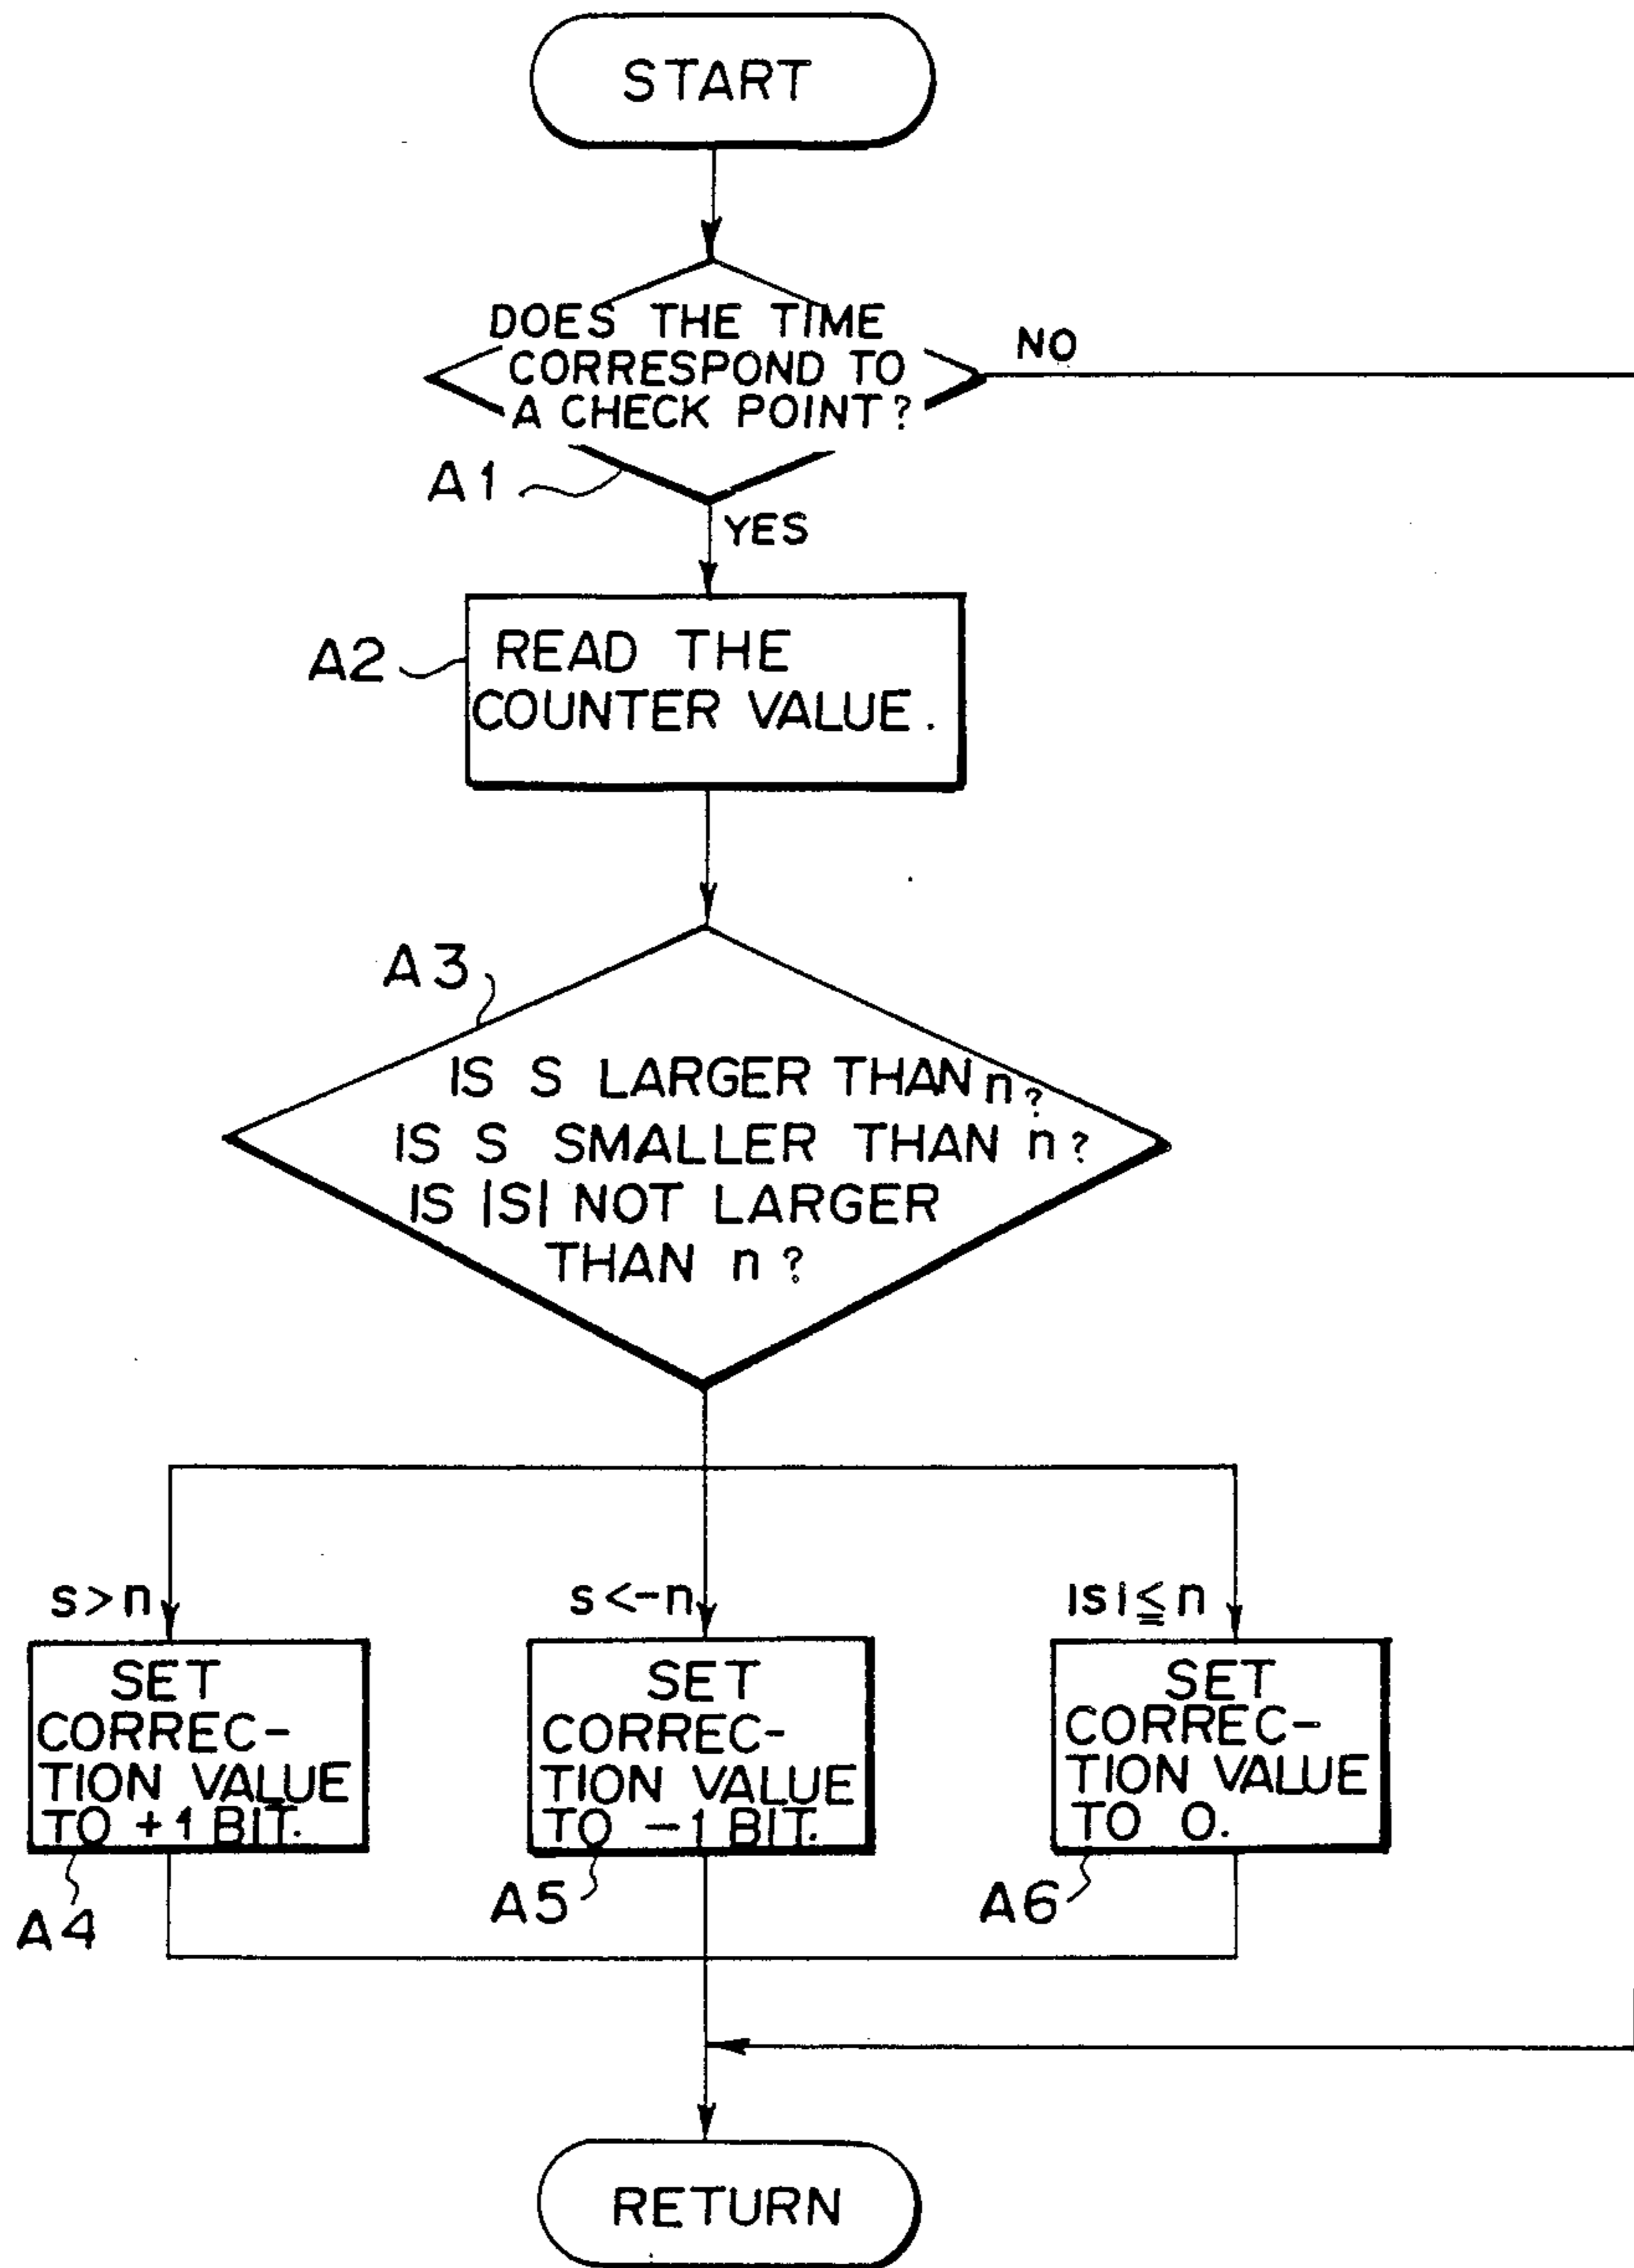 START
DOES THE TIME
CORRESPOND TO
A CHECK POINT?
NO
A1
YES
A2
READ THE
COUNTER VALUE.
A3
IS S LARGER THAN n?
IS S SMALLER THAN n?
IS |S| NOT LARGER
THAN n?
s>n
s<-n
|s|≦n
SET
CORREC-
TION VALUE
TO +1 BIT.
SET
CORREC-
TION VALUE
TO -1 BIT.
SET
CORREC-
TION VALUE
TO 0.
A4
A5
A6
RETURN